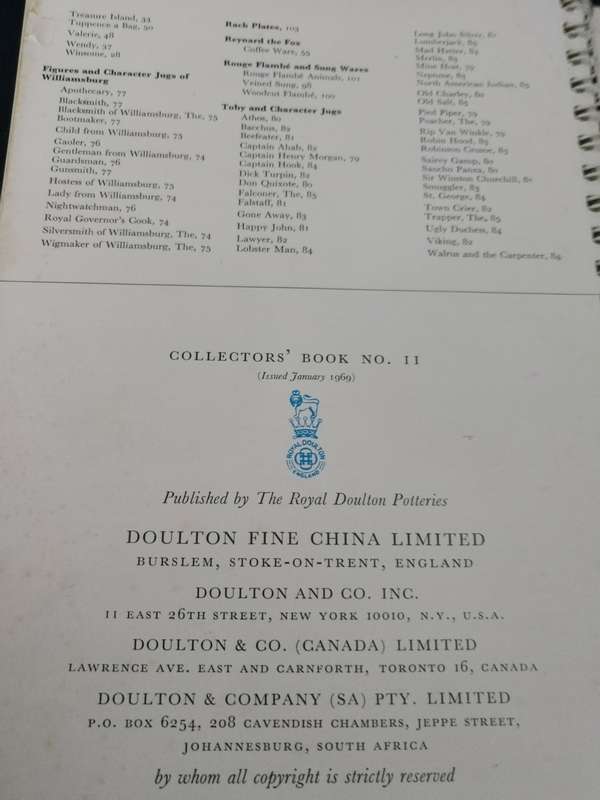 Treasure Island, 32
Tuppence a Bag, 50
Valerie, 48
Wendy, 37
Winsome, 28
Figures and Character Jugs of
Williamsburg
Apothecary, 77
Blacksmith, 77
Blacksmith of Williamsburg, The, 75
Bootmaker, 77
Child from Williamsburg, 75
Gaoler, 76
Gentleman from Williamsburg, 74
Guardsman, 76
Gunsmith, 77
Hostess of Williamsburg, 75
Lady from Williamsburg, 74
Nightwatchman, 76
Royal Governor's Cook, 74
Silversmith of Williamsburg, The, 74
Wigmaker of Williamsburg, The, 75
Rack Plates, 103
Reynard the Fox
Coffee Ware, 55
Rouge Flambé and Sung Wares
Rouge Flambé Animals, 101
Veined Sung, 98
Woodcut Flambé, 100
Toby and Character Jugs
Athos, 80
Bacchus, 82
Beefeater, 81
Captain Ahab, 82
Captain Henry Morgan, 79
Captain Hook, 84
Dick Turpin, 82
Don Quixote, 80
Falconer, The, 85
Falstaff, 81
Gone Away, 83
Happy John, 81
Lawyer, 82
Lobster Man, 84
Long John Silver, 81
Lumberjack, 85
Mad Hatter, 84
Merlin, 83
Mine Host, 79
Neptune, 83
North American Indian, 85
Old Charley, 80
Old Salt, 85
Pied Piper, 79
Poacher, The, 79
Rip Van Winkle, 79
Robin Hood, 83
Robinson Crusoe, 83
Sairey Gamp, 80
Sancho Panza, 80
Sir Winston Churchill, 81
Smuggler, 83
St. George, 84
Town Crier, 82
Trapper, The, 85
Ugly Duchess, 84
Viking, 82
Walrus and the Carpenter, 84
COLLECTORS' BOOK NO. 11
(Issued January 1969)
ROYAL DOULTON
ENGLAND
Published by The Royal Doulton Potteries
DOULTON FINE CHINA LIMITED
BURSLEM, STOKE-ON-TRENT, ENGLAND
DOULTON AND CO. INC.
11 EAST 26TH STREET, NEW YORK 10010, N.Y., U.S.A.
DOULTON & CO. (CANADA) LIMITED
LAWRENCE AVE. EAST AND CARNFORTH, TORONTO 16, CANADA
DOULTON & COMPANY (SA) PTY. LIMITED
P.O. BOX 6254, 208 CAVENDISH CHAMBERS, JEPPE STREET,
JOHANNESBURG, SOUTH AFRICA
by whom all copyright is strictly reserved